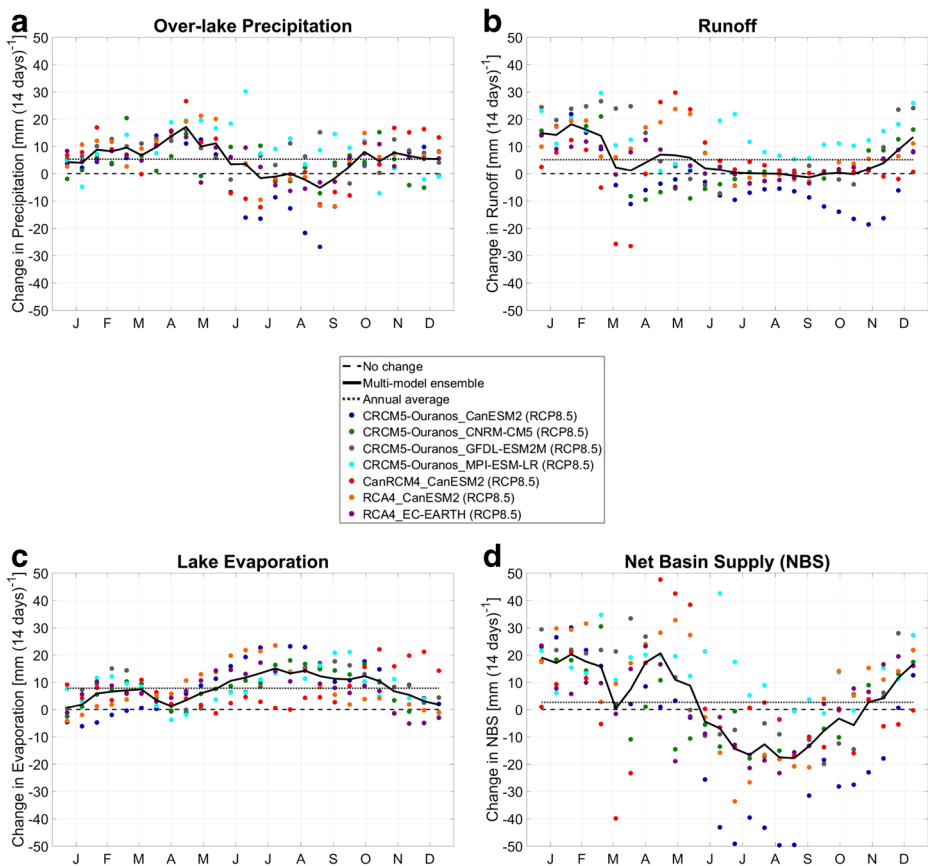 a
Over-lake Precipitation
Change in Precipitation [mm (14 days)⁻¹]
50
40
30
20
10
0
-10
-20
-30
-40
-50
J F M A M J J A S O N D
b
Runoff
Change in Runoff [mm (14 days)⁻¹]
50
40
30
20
10
0
-10
-20
-30
-40
-50
J F M A M J J A S O N D
No change
Multi-model ensemble
Annual average
CRCM5-Ouranos_CanESM2 (RCP8.5)
CRCM5-Ouranos_CNRM-CM5 (RCP8.5)
CRCM5-Ouranos_GFDL-ESM2M (RCP8.5)
CRCM5-Ouranos_MPI-ESM-LR (RCP8.5)
CanRCM4_CanESM2 (RCP8.5)
RCA4_CanESM2 (RCP8.5)
RCA4_EC-EARTH (RCP8.5)
c
Lake Evaporation
Change in Evaporation [mm (14 days)⁻¹]
50
40
30
20
10
0
-10
-20
-30
-40
-50
J F M A M J J A S O N D
d
Net Basin Supply (NBS)
Change in NBS [mm (14 days)⁻¹]
50
40
30
20
10
0
-10
-20
-30
-40
-50
J F M A M J J A S O N D